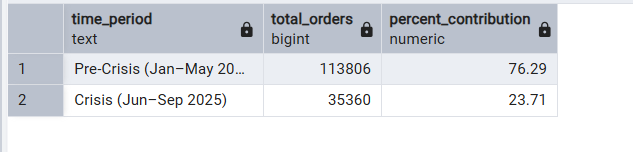 time_period total_orders percent_contribution
text bigint numeric
1 Pre-Crisis (Jan–May 20... 113806 76.29
2 Crisis (Jun–Sep 2025) 35360 23.71